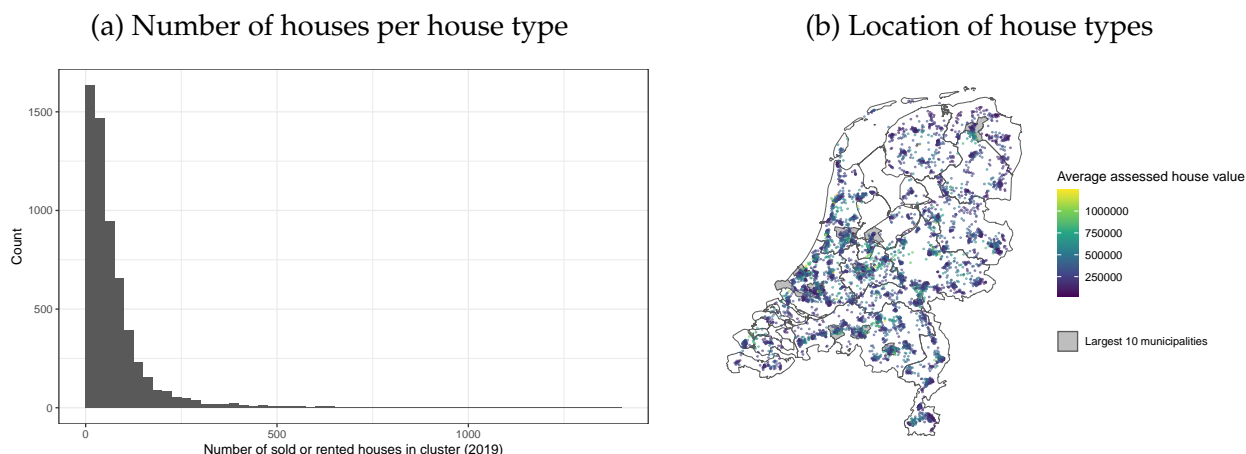 (a) Number of houses per house type
(b) Location of house types
1500
1000
500
0
Count
0
500
1000
Number of sold or rented houses in cluster (2019)
Average assessed house value
1000000
750000
500000
250000
Largest 10 municipalities